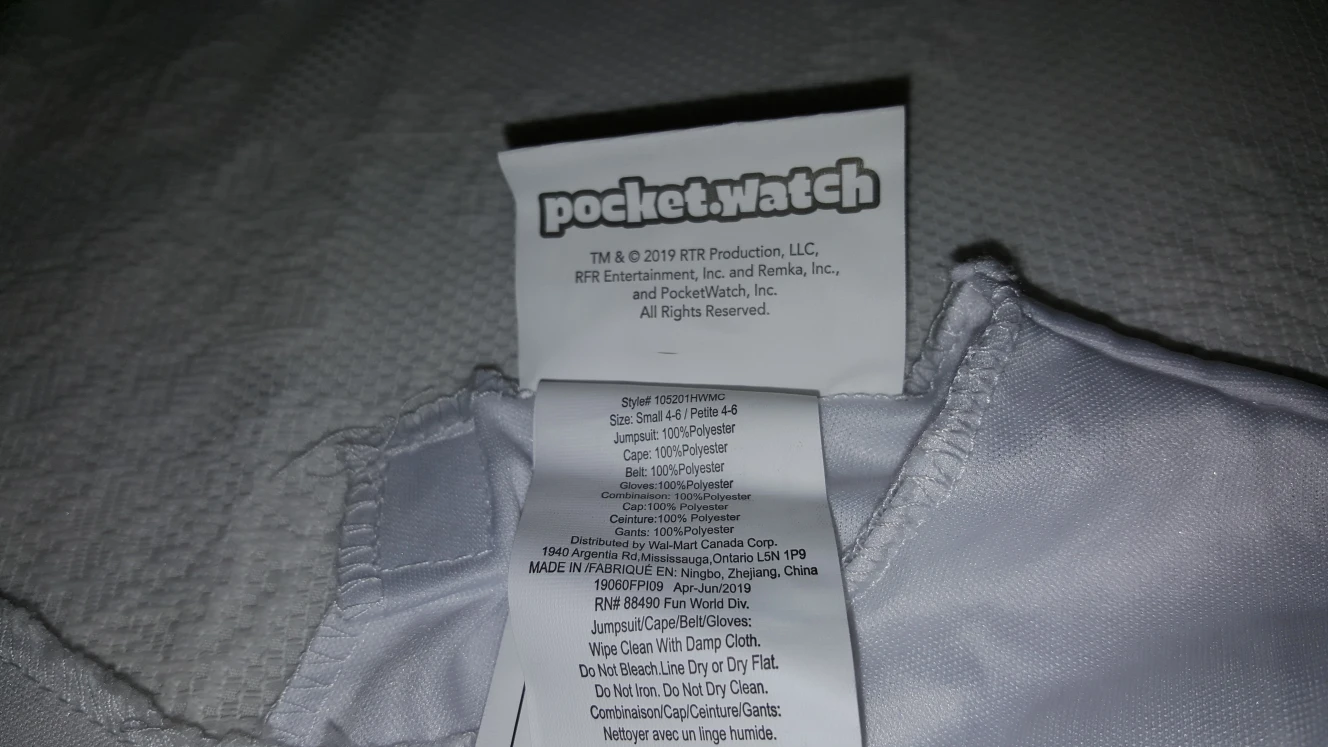 pocket.watch
TM & © 2019 RTR Production, LLC,
RFR Entertainment, Inc. and Remka, Inc.,
and PocketWatch, Inc.
All Rights Reserved.
Style# 105201HWMC
Size: Small 4-6 / Petite 4-6
Jumpsuit: 100%Polyester
Cape: 100%Polyester
Belt: 100%Polyester
Gloves:100%Polyester
Combinaison: 100%Polyester
Cap:100% Polyester
Ceinture:100% Polyester
Gants: 100%Polyester
Distributed by Wal-Mart Canada Corp.
1940 Argentia Rd,Mississauga,Ontario L5N 1P9
MADE IN /FABRIQUÉ EN: Ningbo, Zhejiang, China
19060FPI09 Apr-Jun/2019
RN# 88490 Fun World Div.
Jumpsuit/Cape/Belt/Gloves:
Wipe Clean With Damp Cloth.
Do Not Bleach.Line Dry or Dry Flat.
Do Not Iron. Do Not Dry Clean.
Combinaison/Cap/Ceinture/Gants:
Nettoyer avec un linge humide.